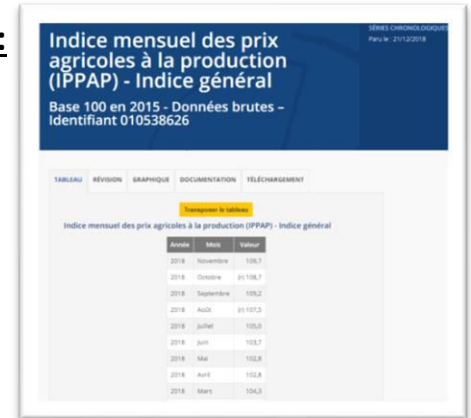 :
SÉRIES CHRONOLOGIQUES
Paru le : 21/12/2018
Indice mensuel des prix
agricoles à la production
(IPPAP) - Indice général
Base 100 en 2015 - Données brutes –
Identifiant 010538626
TABLEAU RÉVISION GRAPHIQUE DOCUMENTATION TÉLÉCHARGEMENT
Transposer le tableau
Indice mensuel des prix agricoles à la production (IPPAP) - Indice général
Année Mois Valeur
2018 Novembre 109,7
2018 Octobre (r) 108,7
2018 Septembre 109,2
2018 Août (r) 107,5
2018 Juillet 105,0
2018 Juin 103,7
2018 Mai 102,8
2018 Avril 102,8
2018 Mars 104,3